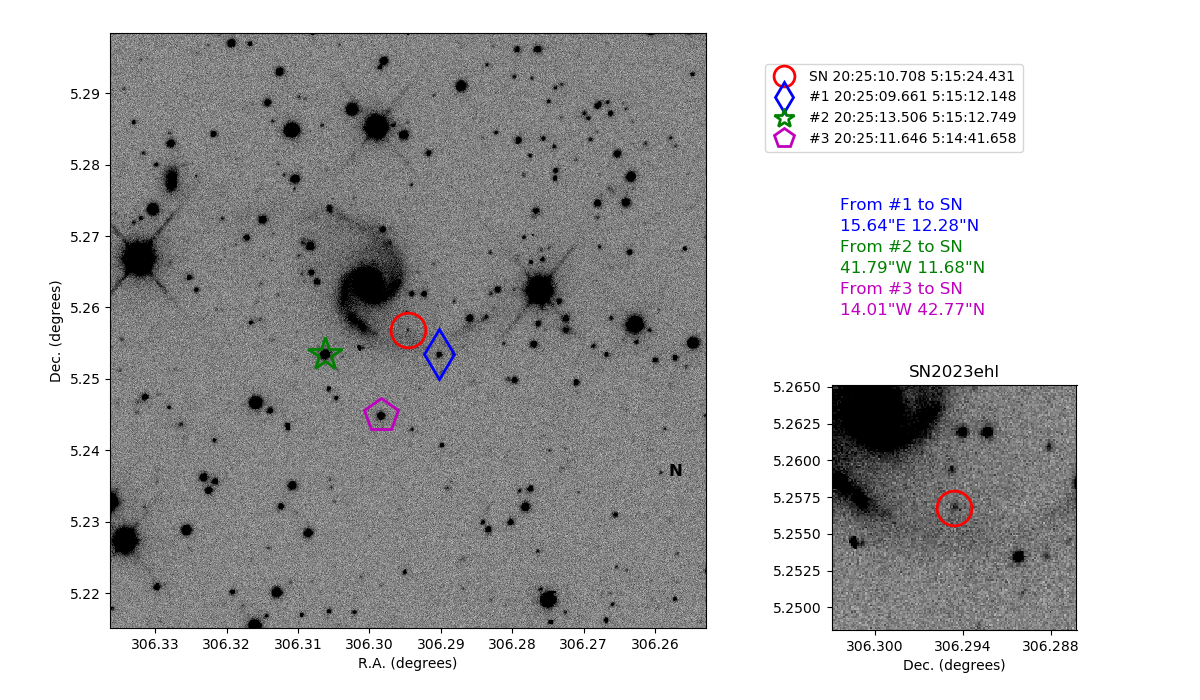 SN 20:25:10.708 5:15:24.431
#1 20:25:09.661 5:15:12.148
#2 20:25:13.506 5:15:12.749
#3 20:25:11.646 5:14:41.658
From #1 to SN
15.64"E 12.28"N
From #2 to SN
41.79"W 11.68"N
From #3 to SN
14.01"W 42.77"N
5.29
5.28
5.27
5.26
5.25
5.24
5.23
5.22
Dec. (degrees)
N
306.33 306.32 306.31 306.30 306.29 306.28 306.27 306.26
R.A. (degrees)
SN2023ehl
5.2650
5.2625
5.2600
5.2575
5.2550
5.2525
5.2500
306.300 306.294 306.288
Dec. (degrees)